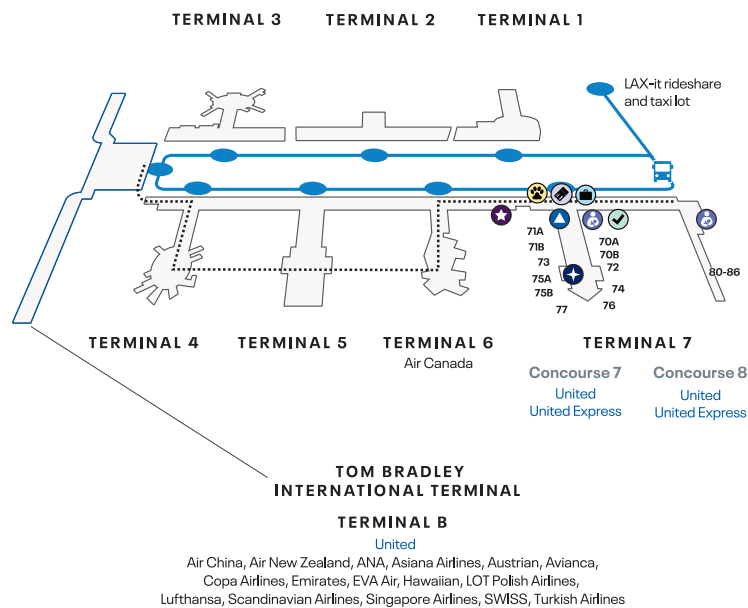 TERMINAL 3 TERMINAL 2 TERMINAL 1
LAX-it rideshare
and taxi lot
71A
71B
73
75A
75B
77
70A
70B
72
74
76
80-86
TERMINAL 4 TERMINAL 5 TERMINAL 6 TERMINAL 7
Air Canada
Concourse 7
United
United Express
Concourse 8
United
United Express
TOM BRADLEY
INTERNATIONAL TERMINAL
TERMINAL B
United
Air China, Air New Zealand, ANA, Asiana Airlines, Austrian, Avianca,
Copa Airlines, Emirates, EVA Air, Hawaiian, LOT Polish Airlines,
Lufthansa, Scandinavian Airlines, Singapore Airlines, SWISS, Turkish Airlines